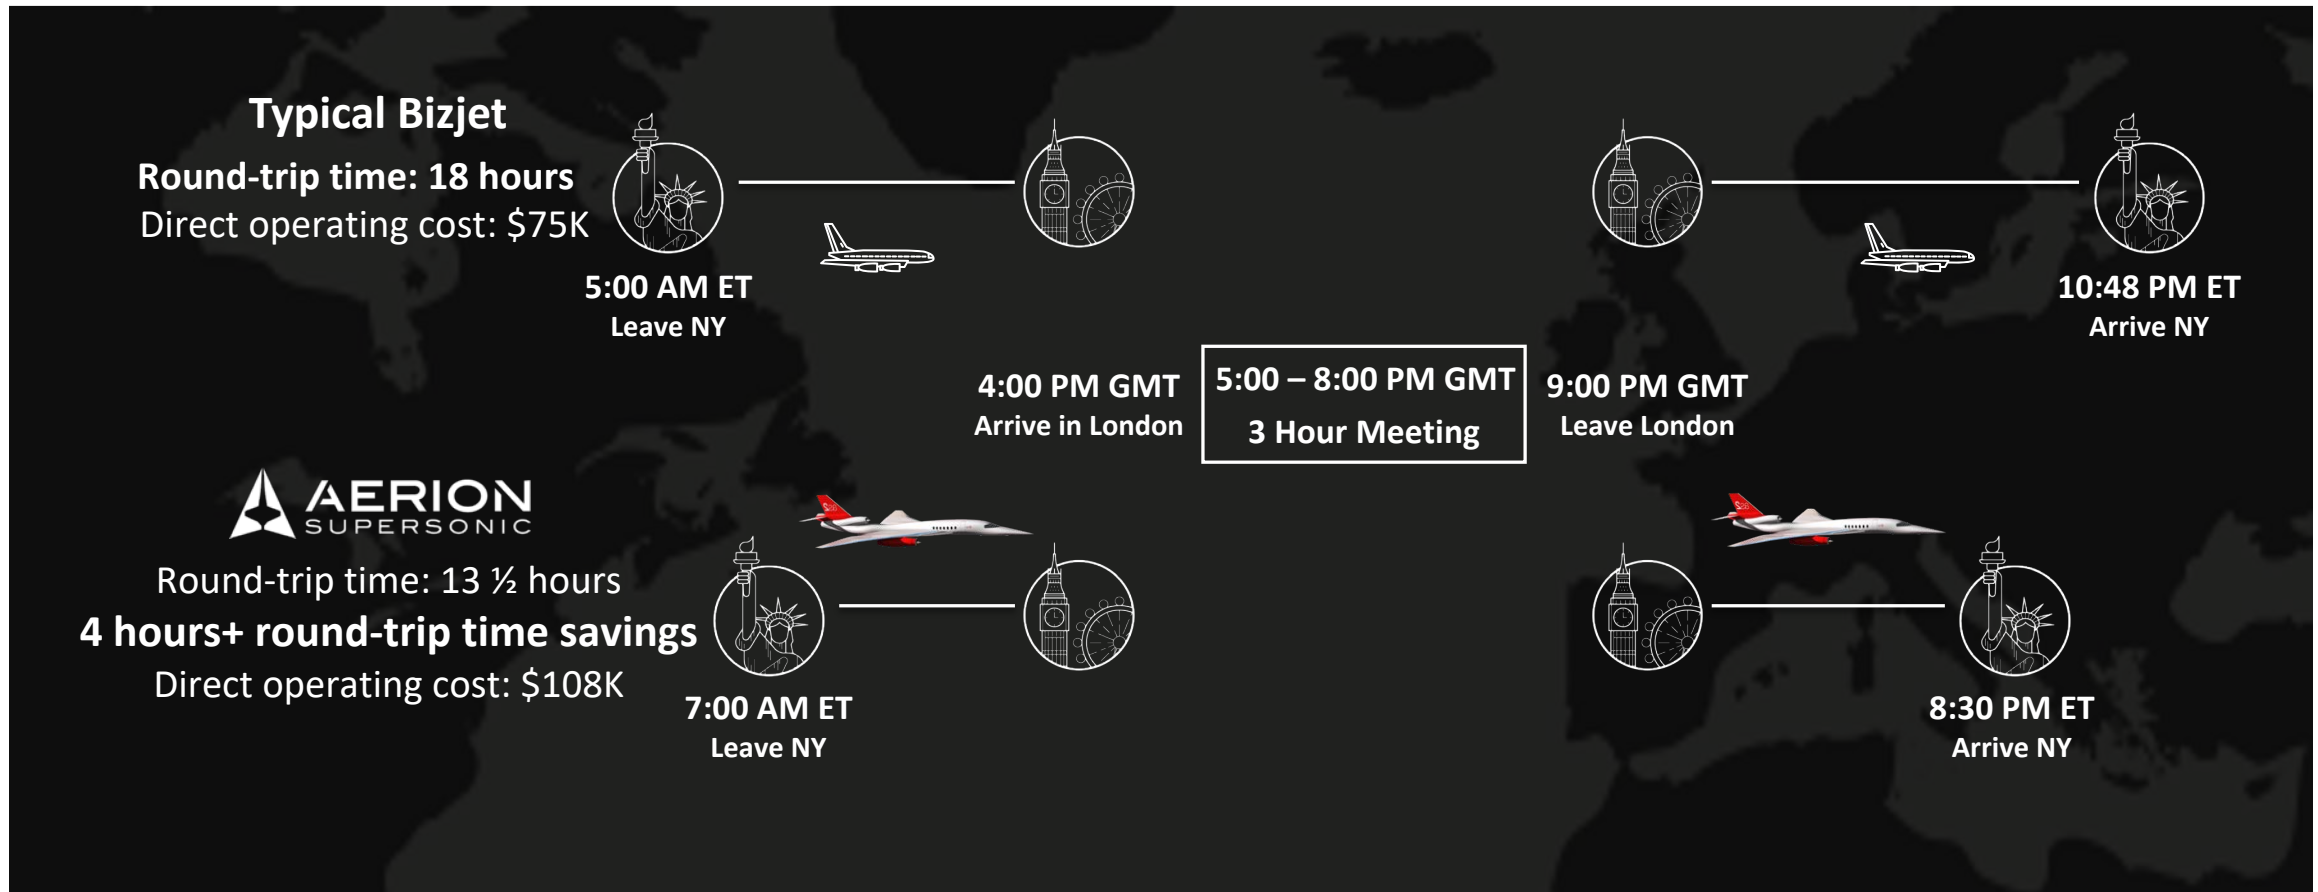 Typical Bizjet
Round-trip time: 18 hours
Direct operating cost: $75K
5:00 AM ET
Leave NY
10:48 PM ET
Arrive NY
4:00 PM GMT
Arrive in London
5:00 – 8:00 PM GMT
3 Hour Meeting
9:00 PM GMT
Leave London
AERION
SUPERSONIC
Round-trip time: 13 ½ hours
4 hours+ round-trip time savings
Direct operating cost: $108K
7:00 AM ET
Leave NY
8:30 PM ET
Arrive NY